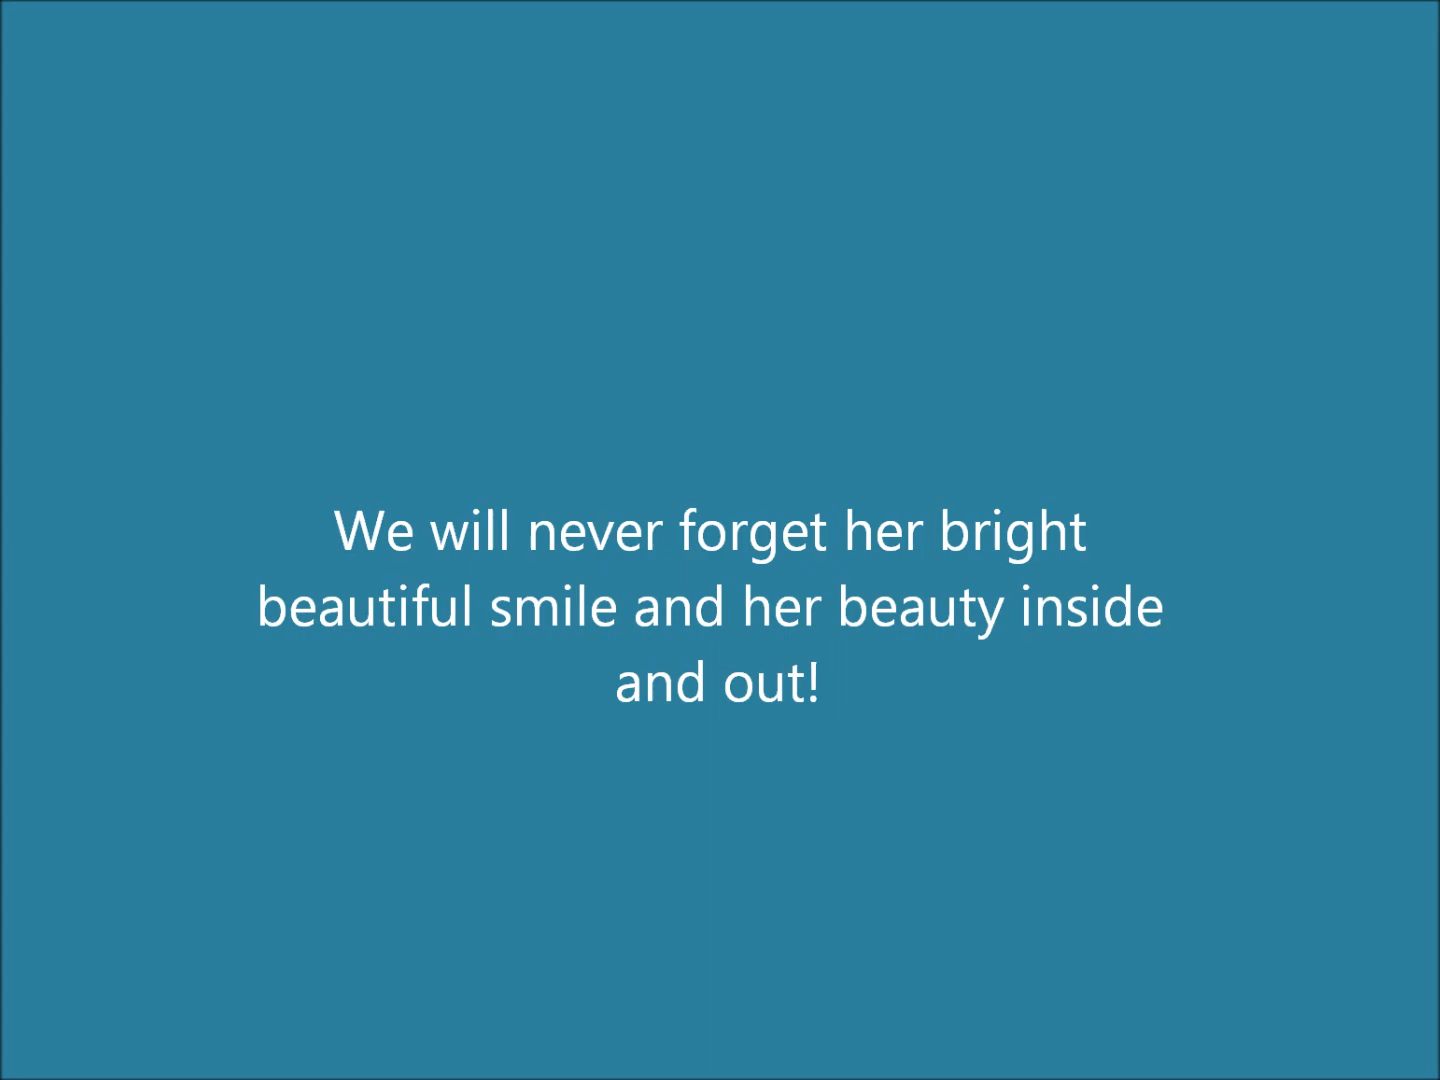 We will never forget her bright
beautiful smile and her beauty inside
and out!